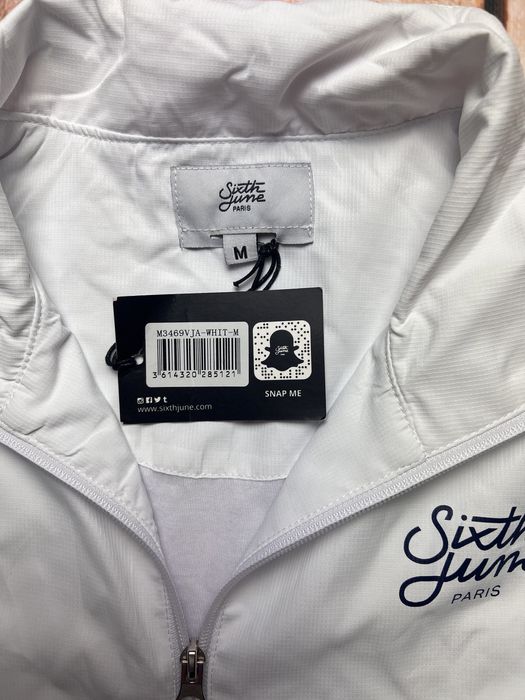 Sixth
June
PARIS
M
M3469VJA-WHIT-M
3 614320 285121
www.sixthjune.com
SNAP ME
Sixth
June
PARIS